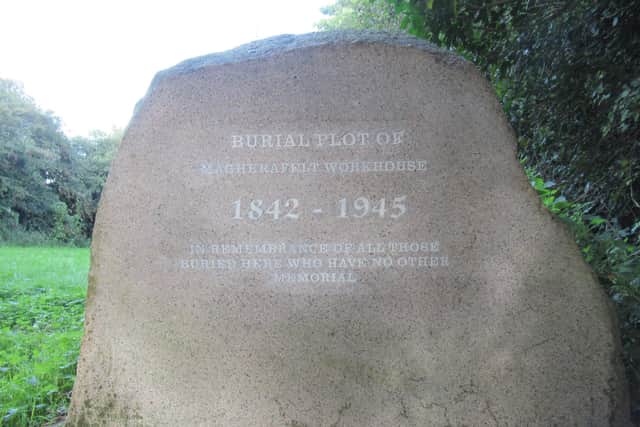 BURIAL PLOT OF
MAGHERAFELT WORKHOUSE
1842 - 1945
IN REMEMBRANCE OF ALL THOSE
BURIED HERE WHO HAVE NO OTHER
MEMORIAL